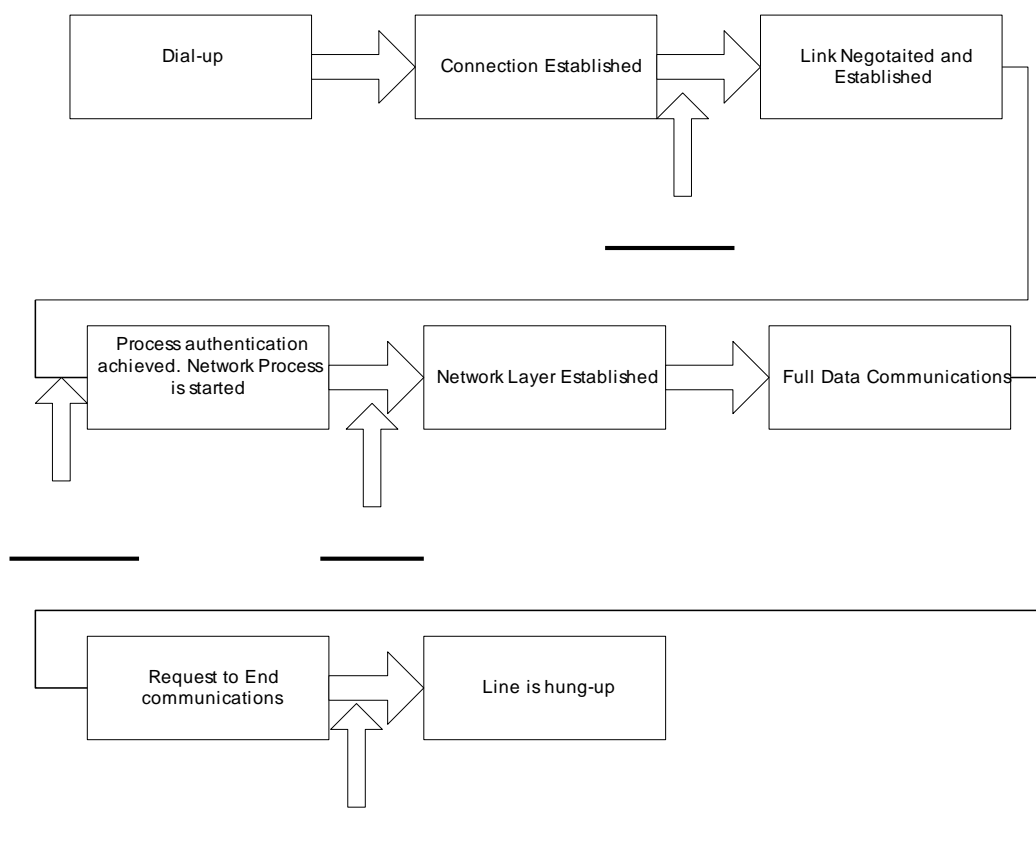 Dial-up
Connection Established
Link Negotaited and
Established
Process authentication
achieved. Network Process
is started
Network Layer Established
Full Data Communications
Request to End
communications
Line is hung-up